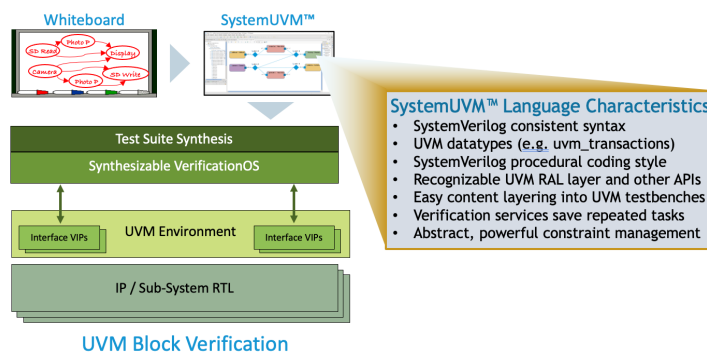 Whiteboard
SystemUVM™
Photo P
SD Read
Display
Camera
SD Write
Photo P
SystemUVM™ Language Characteristics
• SystemVerilog consistent syntax
• UVM datatypes (e.g. uvm_transactions)
• SystemVerilog procedural coding style
• Recognizable UVM RAL layer and other APIs
• Easy content layering into UVM testbenches
• Verification services save repeated tasks
• Abstract, powerful constraint management
Test Suite Synthesis
Synthesizable VerificationOS
UVM Environment
Interface VIPs
Interface VIPs
IP / Sub-System RTL
UVM Block Verification